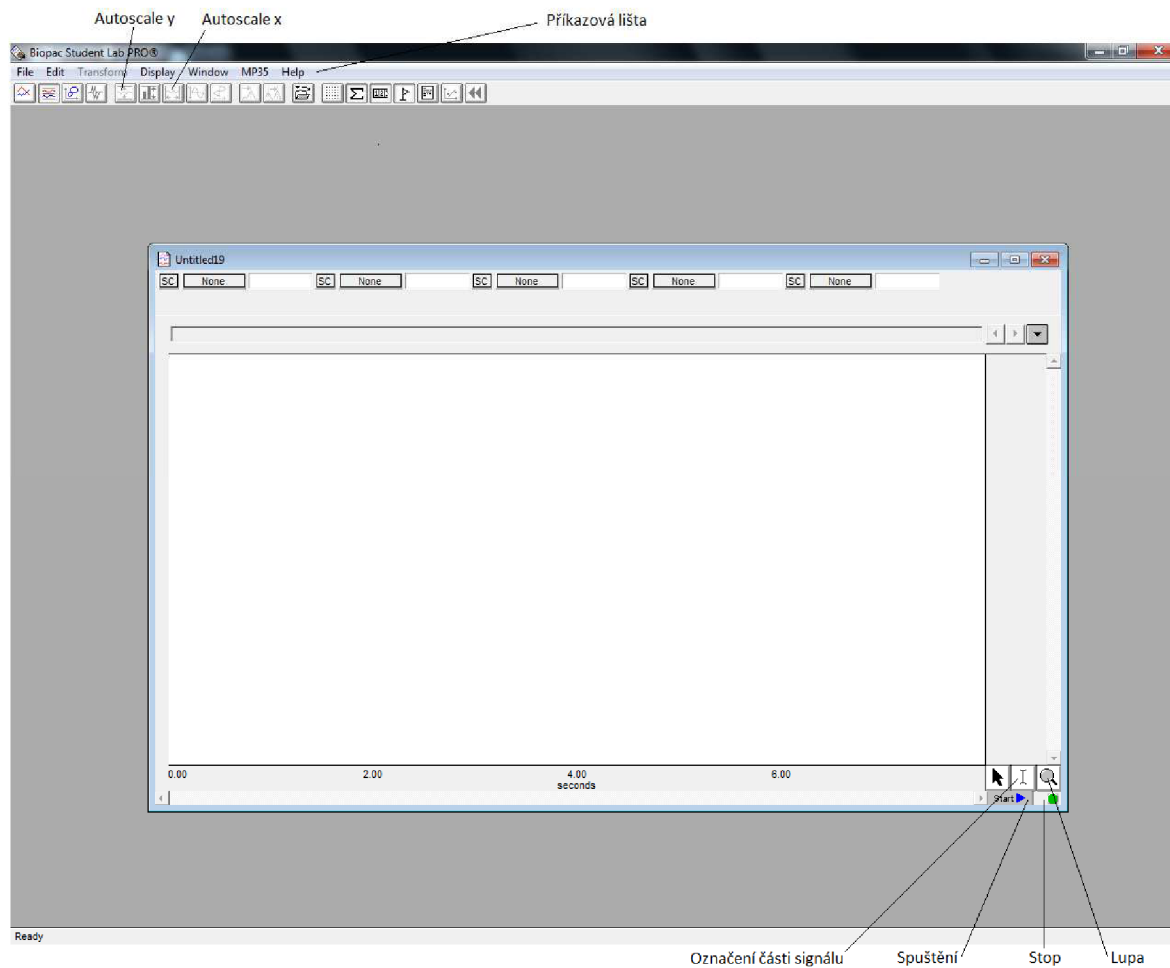 Autoscale y Autoscale x Příkazová lišta
Biopac Student Lab PRO®
File Edit Transform Display Window MP35 Help
Untitled19
SC None SC None SC None SC None SC None
0.00 2.00 4.00 6.00
seconds
Start
Ready
Označení části signálu Spuštění Stop Lupa